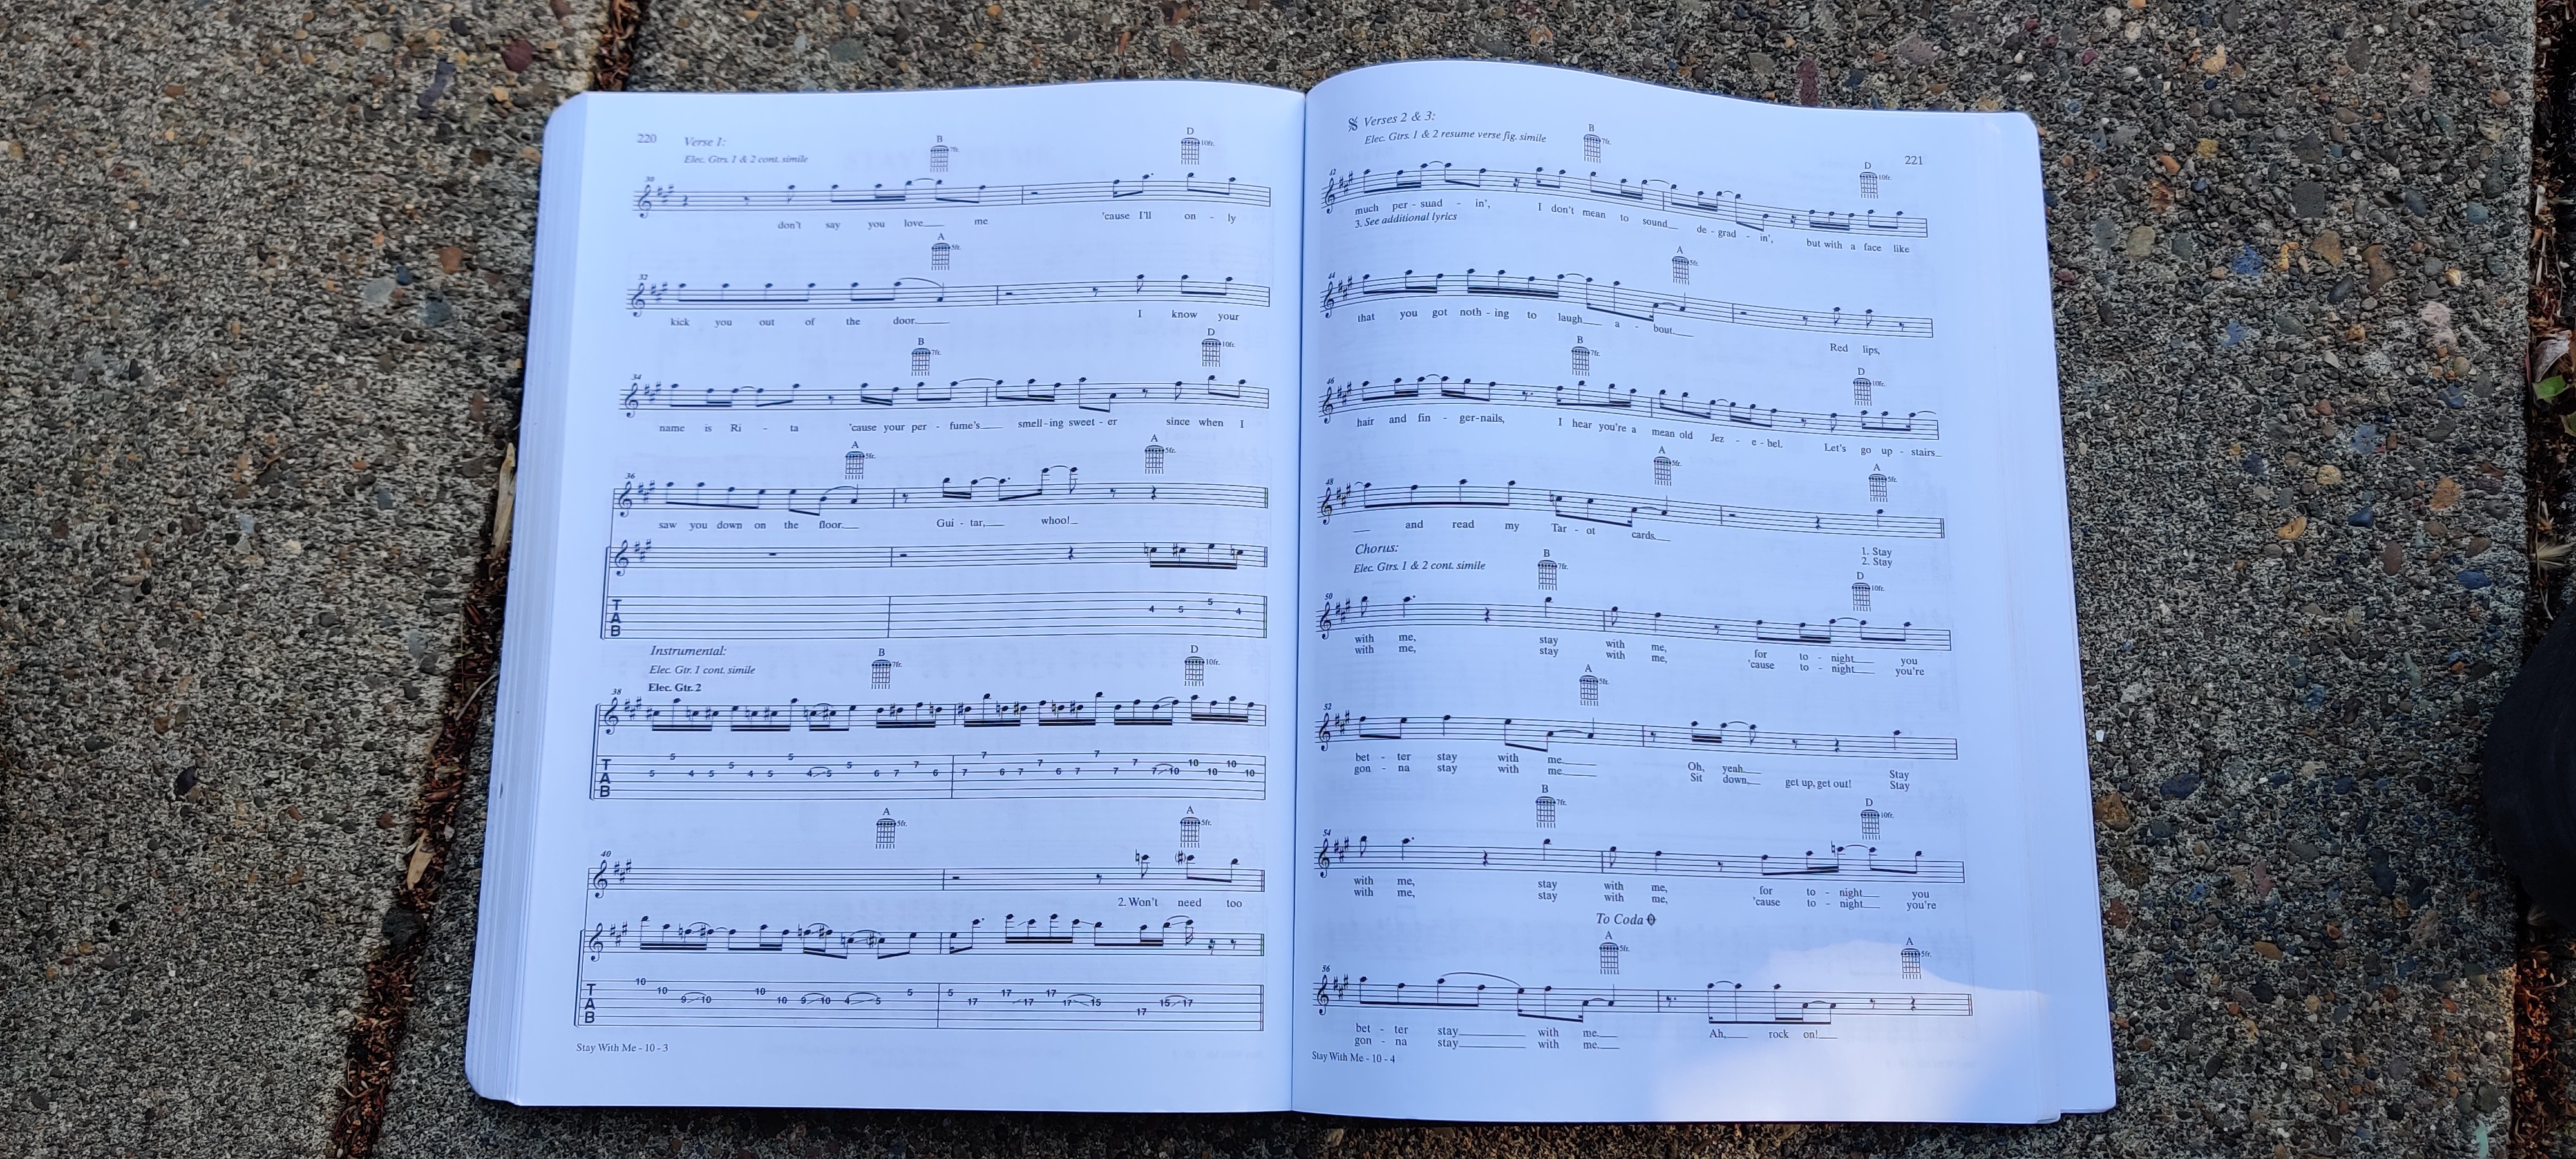 220
Verse 1:
Elec. Gtrs. 1 & 2 cont. simile
B 7fr. D 10fr.
30
don't say you love me 'cause I'll on - ly
A 5fr.
32
kick you out of the door. I know your
B 7fr. D 10fr.
34
name is Ri - ta 'cause your per - fume's smell - ing sweet - er since when I
A 5fr. A 5fr.
36
saw you down on the floor. Gui - tar, whoo!
T
A
B
4 5 5 4
Instrumental:
Elec. Gtr. 1 cont. simile
Elec. Gtr. 2
B 7fr. D 10fr.
38
T
A
B
5 5 4 5 5 4 5 5 4 5 5 6 7 7 6 7 7 6 7 7 6 7 7 7 7 7 10 10 10 10 10
A 5fr. A 5fr.
40
2. Won't need too
T
A
B
10 10 9 10 10 10 9 10 4 5 5 5 17 17 17 17 17 15 17 15 17
Stay With Me - 10 - 3
221
Verses 2 & 3:
Elec. Gtrs. 1 & 2 resume verse fig. simile
B 7fr. D 10fr.
42
much per - suad - in', I don't mean to sound de - grad - in', but with a face like
3. See additional lyrics
A 5fr.
44
that you got noth - ing to laugh a - bout. Red lips,
B 7fr. D 10fr.
46
hair and fin - ger-nails, I hear you're a mean old Jez - e - bel. Let's go up - stairs
A 5fr. A 5fr.
48
and read my Tar - ot cards.
1. Stay
2. Stay
Chorus:
Elec. Gtrs. 1 & 2 cont. simile
B 7fr. D 10fr.
50
with me, stay with me, for to - night you
with me, stay with me, 'cause to - night you're
A 5fr.
52
bet - ter stay with me. Oh, yeah. Stay
gon - na stay with me. Sit down, get up, get out! Stay
B 7fr. D 10fr.
54
with me, stay with me, for to - night you
with me, stay with me, 'cause to - night you're
To Coda
A 5fr. A 5fr.
56
bet - ter stay with me. Ah, rock on!
gon - na stay with me.
Stay With Me - 10 - 4